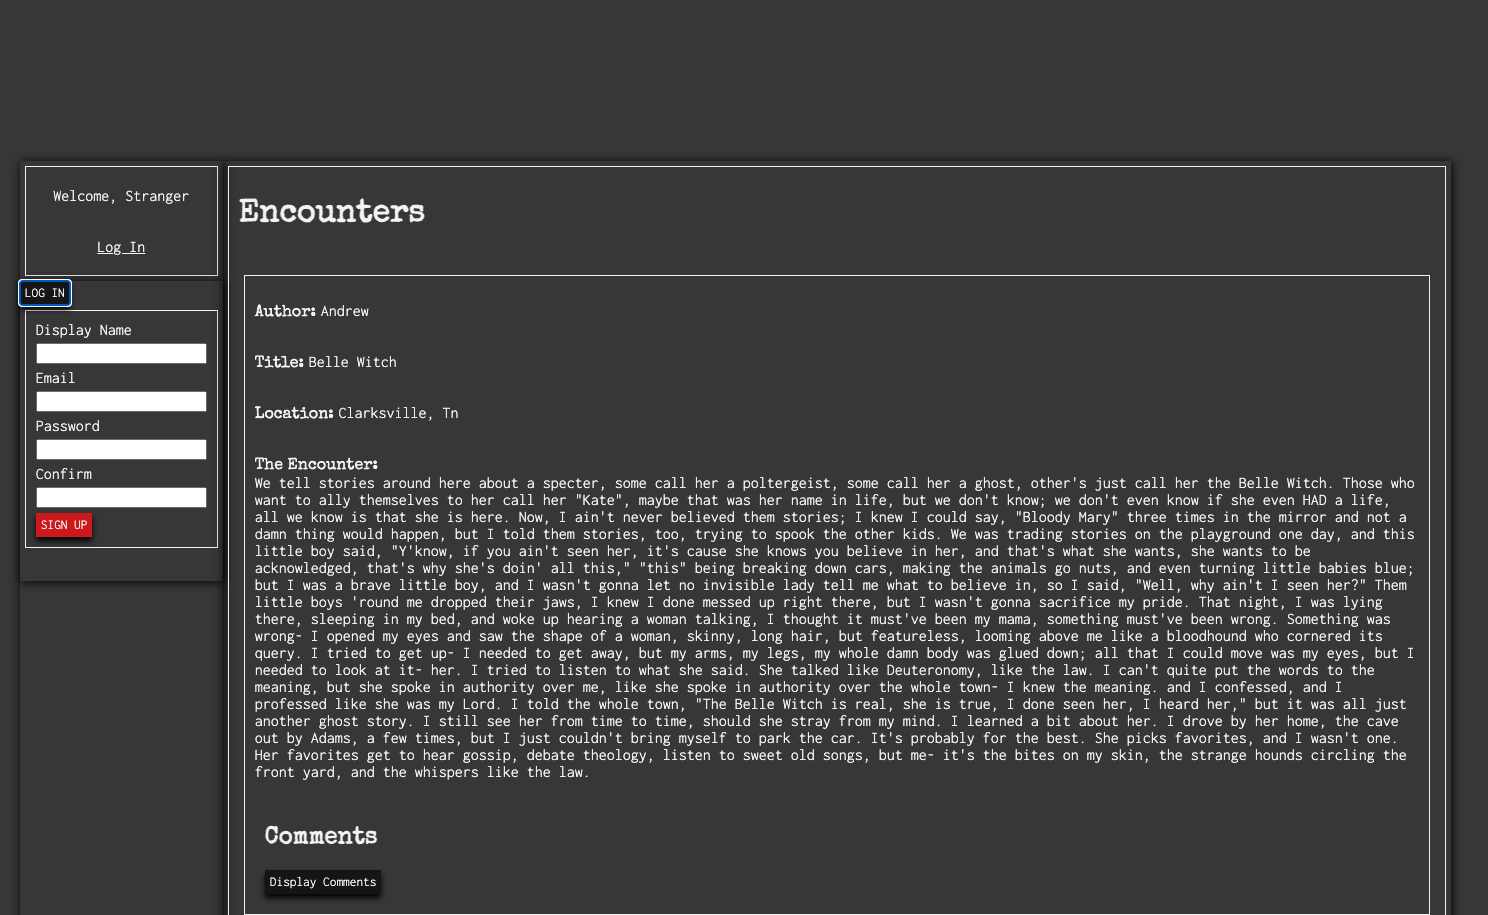 Welcome, Stranger
Log In
LOG IN
Display Name
Email
Password
Confirm
SIGN UP
Encounters
Author: Andrew
Title: Belle Witch
Location: Clarksville, Tn
The Encounter:
We tell stories around here about a specter, some call her a poltergeist, some call her a ghost, other's just call her the Belle Witch. Those who
want to ally themselves to her call her "Kate", maybe that was her name in life, but we don't know; we don't even know if she even HAD a life,
all we know is that she is here. Now, I ain't never believed them stories; I knew I could say, "Bloody Mary" three times in the mirror and not a
damn thing would happen, but I told them stories, too, trying to spook the other kids. We was trading stories on the playground one day, and this
little boy said, "Y'know, if you ain't seen her, it's cause she knows you believe in her, and that's what she wants, she wants to be
acknowledged, that's why she's doin' all this," "this" being breaking down cars, making the animals go nuts, and even turning little babies blue;
but I was a brave little boy, and I wasn't gonna let no invisible lady tell me what to believe in, so I said, "Well, why ain't I seen her?" Them
little boys 'round me dropped their jaws, I knew I done messed up right there, but I wasn't gonna sacrifice my pride. That night, I was lying
there, sleeping in my bed, and woke up hearing a woman talking, I thought it must've been my mama, something must've been wrong. Something was
wrong- I opened my eyes and saw the shape of a woman, skinny, long hair, but featureless, looming above me like a bloodhound who cornered its
query. I tried to get up- I needed to get away, but my arms, my legs, my whole damn body was glued down; all that I could move was my eyes, but I
needed to look at it- her. I tried to listen to what she said. She talked like Deuteronomy, like the law. I can't quite put the words to the
meaning, but she spoke in authority over me, like she spoke in authority over the whole town- I knew the meaning. and I confessed, and I
professed like she was my Lord. I told the whole town, "The Belle Witch is real, she is true, I done seen her, I heard her," but it was all just
another ghost story. I still see her from time to time, should she stray from my mind. I learned a bit about her. I drove by her home, the cave
out by Adams, a few times, but I just couldn't bring myself to park the car. It's probably for the best. She picks favorites, and I wasn't one.
Her favorites get to hear gossip, debate theology, listen to sweet old songs, but me- it's the bites on my skin, the strange hounds circling the
front yard, and the whispers like the law.
Comments
Display Comments